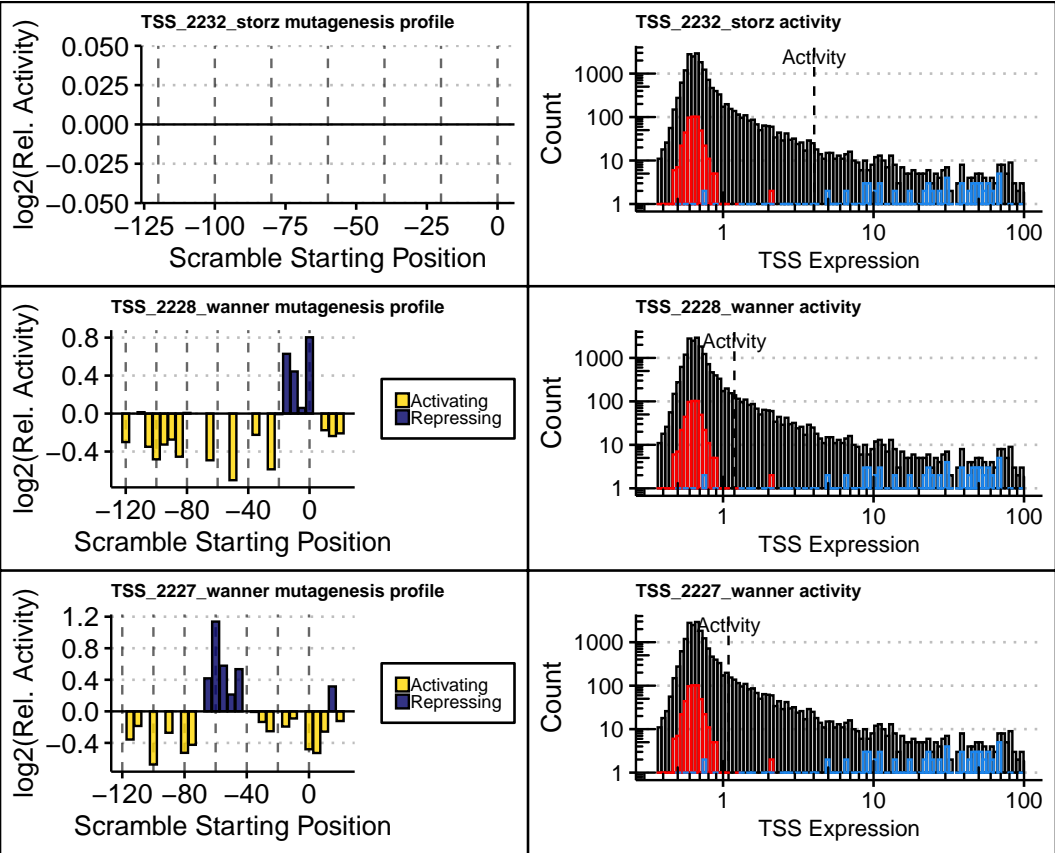 TSS_2232_storz mutagenesis profile
log2(Rel. Activity)
0.050
0.025
0.000
−0.025
−0.050
−125 −100 −75 −50 −25 0
Scramble Starting Position
TSS_2232_storz activity
Activity
Count
1000
100
10
1
1 10 100
TSS Expression
TSS_2228_wanner mutagenesis profile
log2(Rel. Activity)
0.8
0.4
0.0
−0.4
−120 −80 −40 0
Scramble Starting Position
Activating
Repressing
TSS_2228_wanner activity
Activity
Count
1000
100
10
1
1 10 100
TSS Expression
TSS_2227_wanner mutagenesis profile
log2(Rel. Activity)
1.2
0.8
0.4
0.0
−0.4
−120 −80 −40 0
Scramble Starting Position
Activating
Repressing
TSS_2227_wanner activity
Activity
Count
1000
100
10
1
1 10 100
TSS Expression